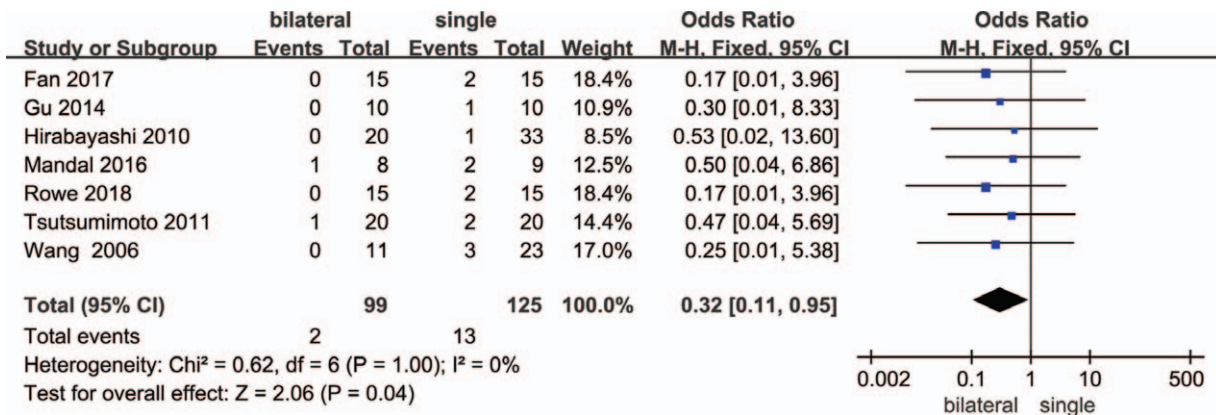 bilateral single Odds Ratio Odds Ratio
Study or Subgroup Events Total Events Total Weight M-H, Fixed, 95% CI M-H, Fixed, 95% CI
Fan 2017 0 15 2 15 18.4% 0.17 [0.01, 3.96]
Gu 2014 0 10 1 10 10.9% 0.30 [0.01, 8.33]
Hirabayashi 2010 0 20 1 33 8.5% 0.53 [0.02, 13.60]
Mandal 2016 1 8 2 9 12.5% 0.50 [0.04, 6.86]
Rowe 2018 0 15 2 15 18.4% 0.17 [0.01, 3.96]
Tsutsumimoto 2011 1 20 2 20 14.4% 0.47 [0.04, 5.69]
Wang 2006 0 11 3 23 17.0% 0.25 [0.01, 5.38]
Total (95% CI) 99 125 100.0% 0.32 [0.11, 0.95]
Total events 2 13
Heterogeneity: Chi² = 0.62, df = 6 (P = 1.00); I² = 0%
Test for overall effect: Z = 2.06 (P = 0.04)
0.002 0.1 1 10 500
bilateral single